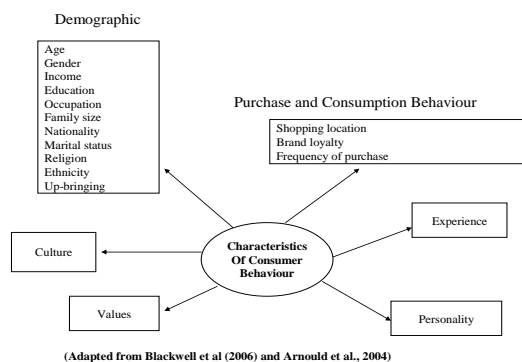 Demographic
Age
Gender
Income
Education
Occupation
Family size
Nationality
Marital status
Religion
Ethnicity
Up-bringing
Purchase and Consumption Behaviour
Shopping location
Brand loyalty
Frequency of purchase
Experience
Culture
Characteristics
Of Consumer
Behaviour
Values
Personality
(Adapted from Blackwell et al (2006) and Arnould et al., 2004)